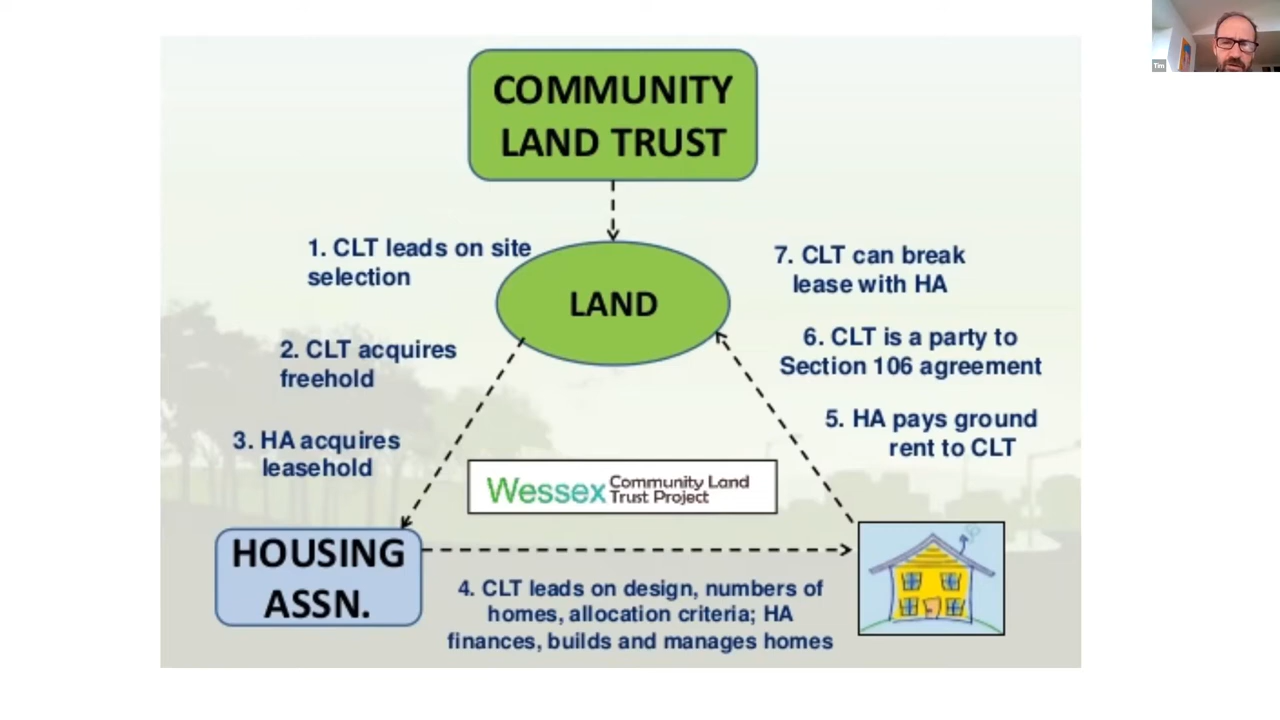 Tim
COMMUNITY
LAND TRUST
1. CLT leads on site
selection
LAND
7. CLT can break
lease with HA
2. CLT acquires
freehold
6. CLT is a party to
Section 106 agreement
3. HA acquires
leasehold
5. HA pays ground
rent to CLT
Wessex Community Land
Trust Project
HOUSING
ASSN.
4. CLT leads on design, numbers of
homes, allocation criteria; HA
finances, builds and manages homes